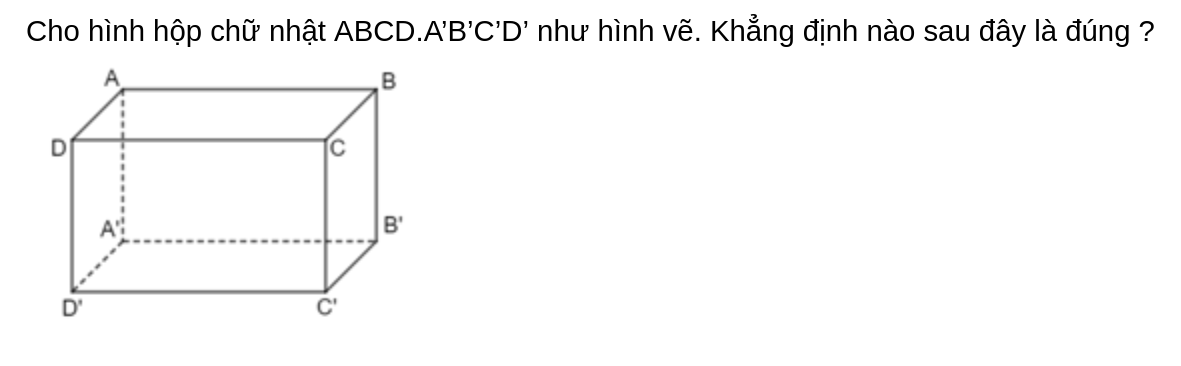 Cho hình hộp chữ nhật ABCD.A’B’C’D’ như hình vẽ. Khẳng định nào sau đây là đúng ?
A
B
D
C
A'
B'
D'
C'